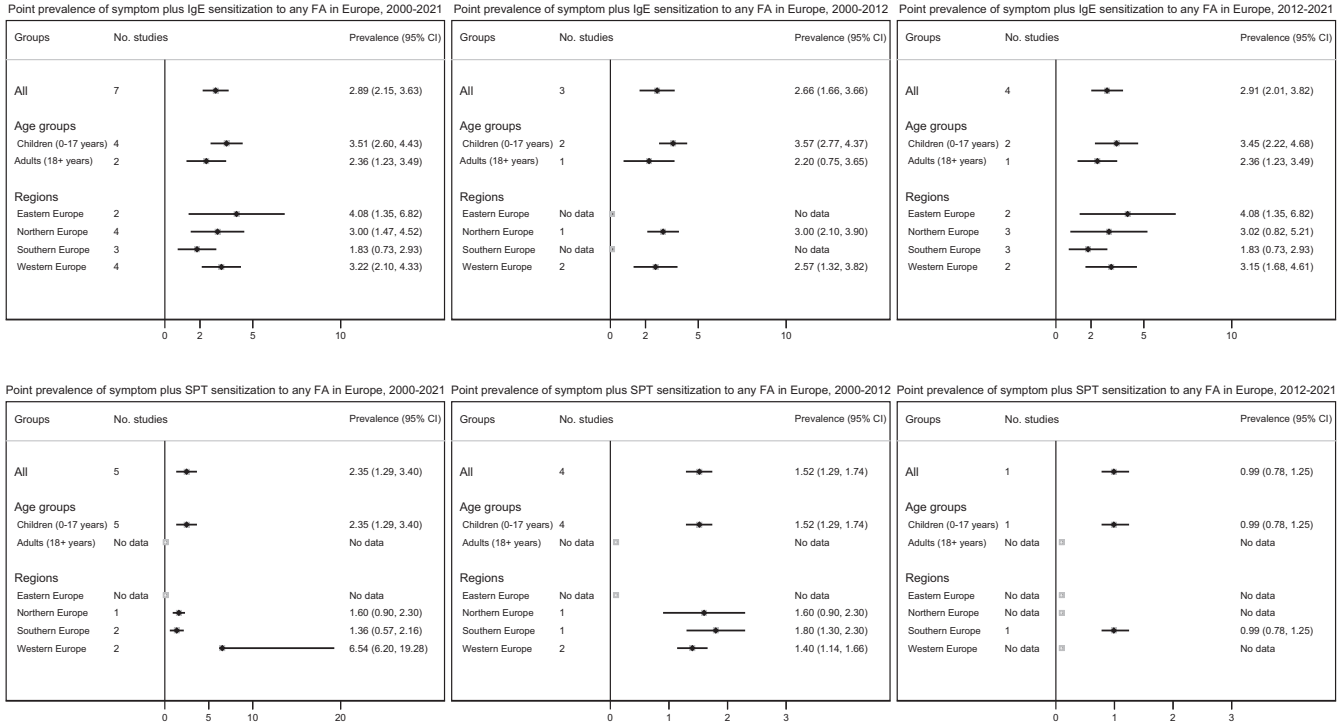 Point prevalence of symptom plus IgE sensitization to any FA in Europe, 2000-2021
Groups No. studies Prevalence (95% CI)
All 7 2.89 (2.15, 3.63)
Age groups
Children (0-17 years) 4 3.51 (2.60, 4.43)
Adults (18+ years) 2 2.36 (1.23, 3.49)
Regions
Eastern Europe 2 4.08 (1.35, 6.82)
Northern Europe 4 3.00 (1.47, 4.52)
Southern Europe 3 1.83 (0.73, 2.93)
Western Europe 4 3.22 (2.10, 4.33)
0 2 5 10
Point prevalence of symptom plus IgE sensitization to any FA in Europe, 2000-2012
Groups No. studies Prevalence (95% CI)
All 3 2.66 (1.66, 3.66)
Age groups
Children (0-17 years) 2 3.57 (2.77, 4.37)
Adults (18+ years) 1 2.20 (0.75, 3.65)
Regions
Eastern Europe No data No data
Northern Europe 1 3.00 (2.10, 3.90)
Southern Europe No data No data
Western Europe 2 2.57 (1.32, 3.82)
0 2 5 10
Point prevalence of symptom plus IgE sensitization to any FA in Europe, 2012-2021
Groups No. studies Prevalence (95% CI)
All 4 2.91 (2.01, 3.82)
Age groups
Children (0-17 years) 2 3.45 (2.22, 4.68)
Adults (18+ years) 1 2.36 (1.23, 3.49)
Regions
Eastern Europe 2 4.08 (1.35, 6.82)
Northern Europe 3 3.02 (0.82, 5.21)
Southern Europe 3 1.83 (0.73, 2.93)
Western Europe 2 3.15 (1.68, 4.61)
0 2 5 10
Point prevalence of symptom plus SPT sensitization to any FA in Europe, 2000-2021
Groups No. studies Prevalence (95% CI)
All 5 2.35 (1.29, 3.40)
Age groups
Children (0-17 years) 5 2.35 (1.29, 3.40)
Adults (18+ years) No data No data
Regions
Eastern Europe No data No data
Northern Europe 1 1.60 (0.90, 2.30)
Southern Europe 2 1.36 (0.57, 2.16)
Western Europe 2 6.54 (6.20, 19.28)
0 5 10 20
Point prevalence of symptom plus SPT sensitization to any FA in Europe, 2000-2012
Groups No. studies Prevalence (95% CI)
All 4 1.52 (1.29, 1.74)
Age groups
Children (0-17 years) 4 1.52 (1.29, 1.74)
Adults (18+ years) No data No data
Regions
Eastern Europe No data No data
Northern Europe 1 1.60 (0.90, 2.30)
Southern Europe 1 1.80 (1.30, 2.30)
Western Europe 2 1.40 (1.14, 1.66)
0 1 2 3
Point prevalence of symptom plus SPT sensitization to any FA in Europe, 2012-2021
Groups No. studies Prevalence (95% CI)
All 1 0.99 (0.78, 1.25)
Age groups
Children (0-17 years) 1 0.99 (0.78, 1.25)
Adults (18+ years) No data No data
Regions
Eastern Europe No data No data
Northern Europe No data No data
Southern Europe 1 0.99 (0.78, 1.25)
Western Europe No data No data
0 1 2 3